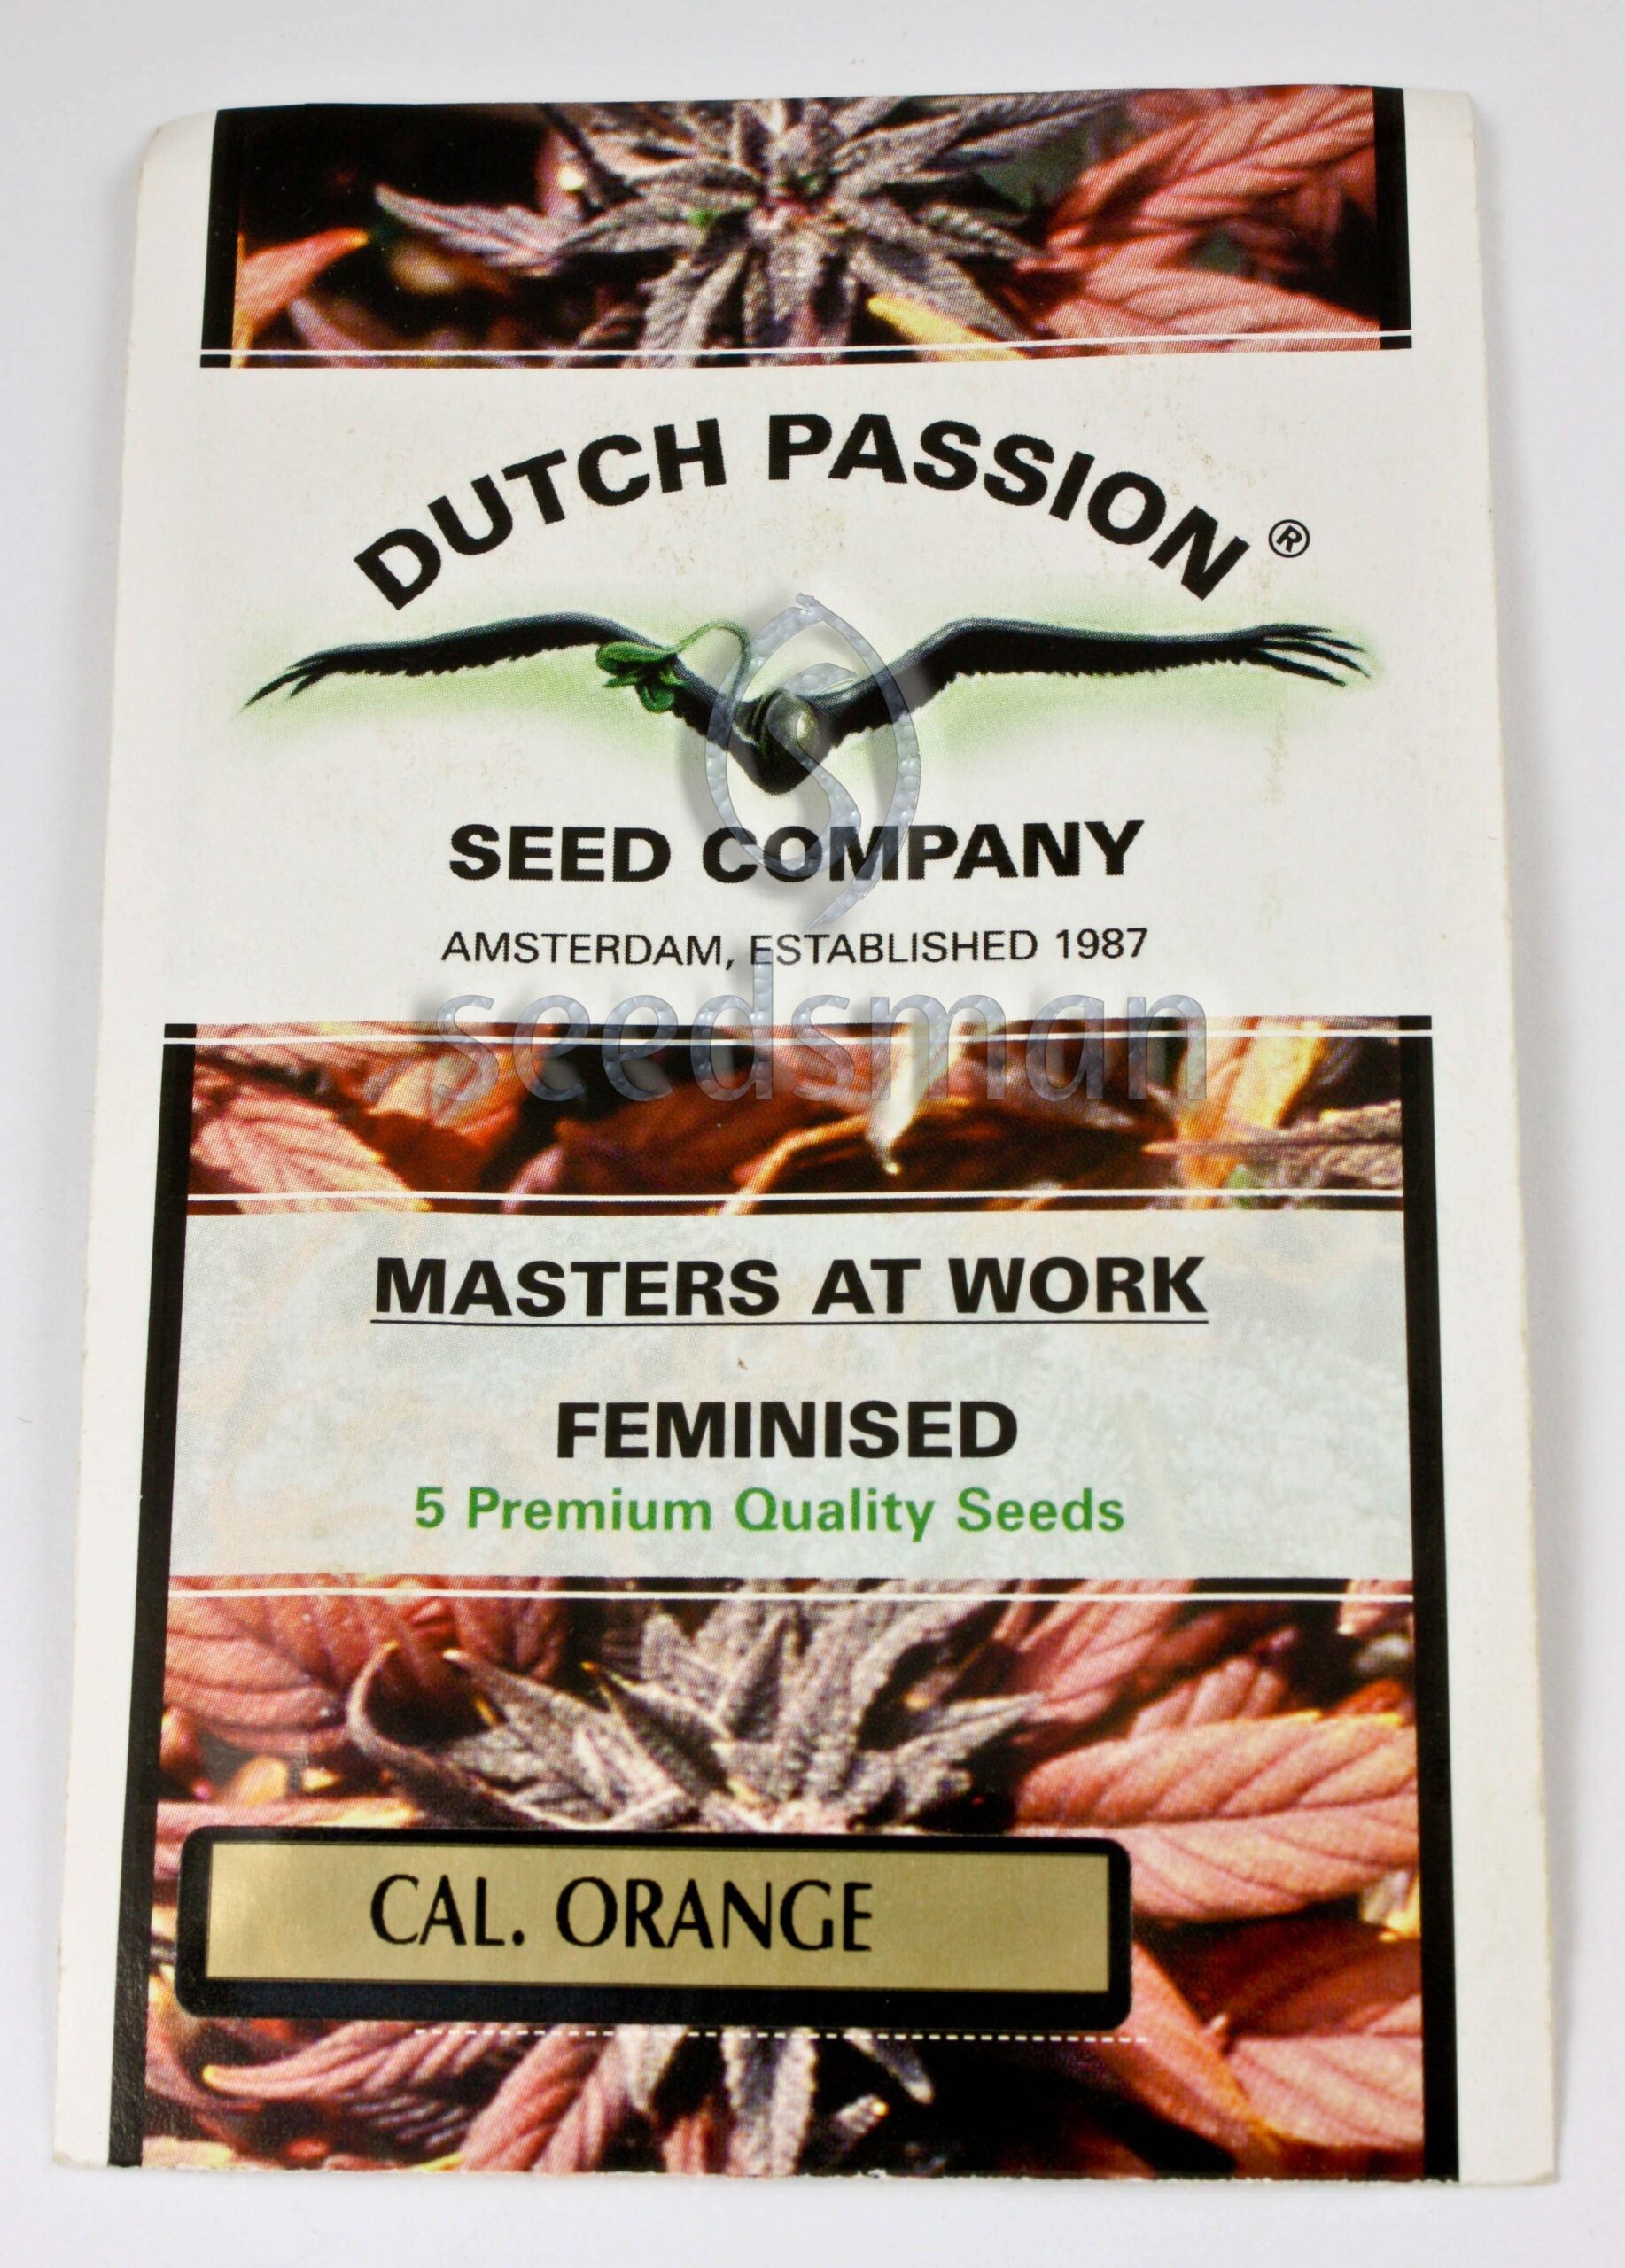 DUTCH PASSION®
SEED COMPANY
AMSTERDAM, ESTABLISHED 1987
seedsman
MASTERS AT WORK
FEMINISED
5 Premium Quality Seeds
CAL. ORANGE